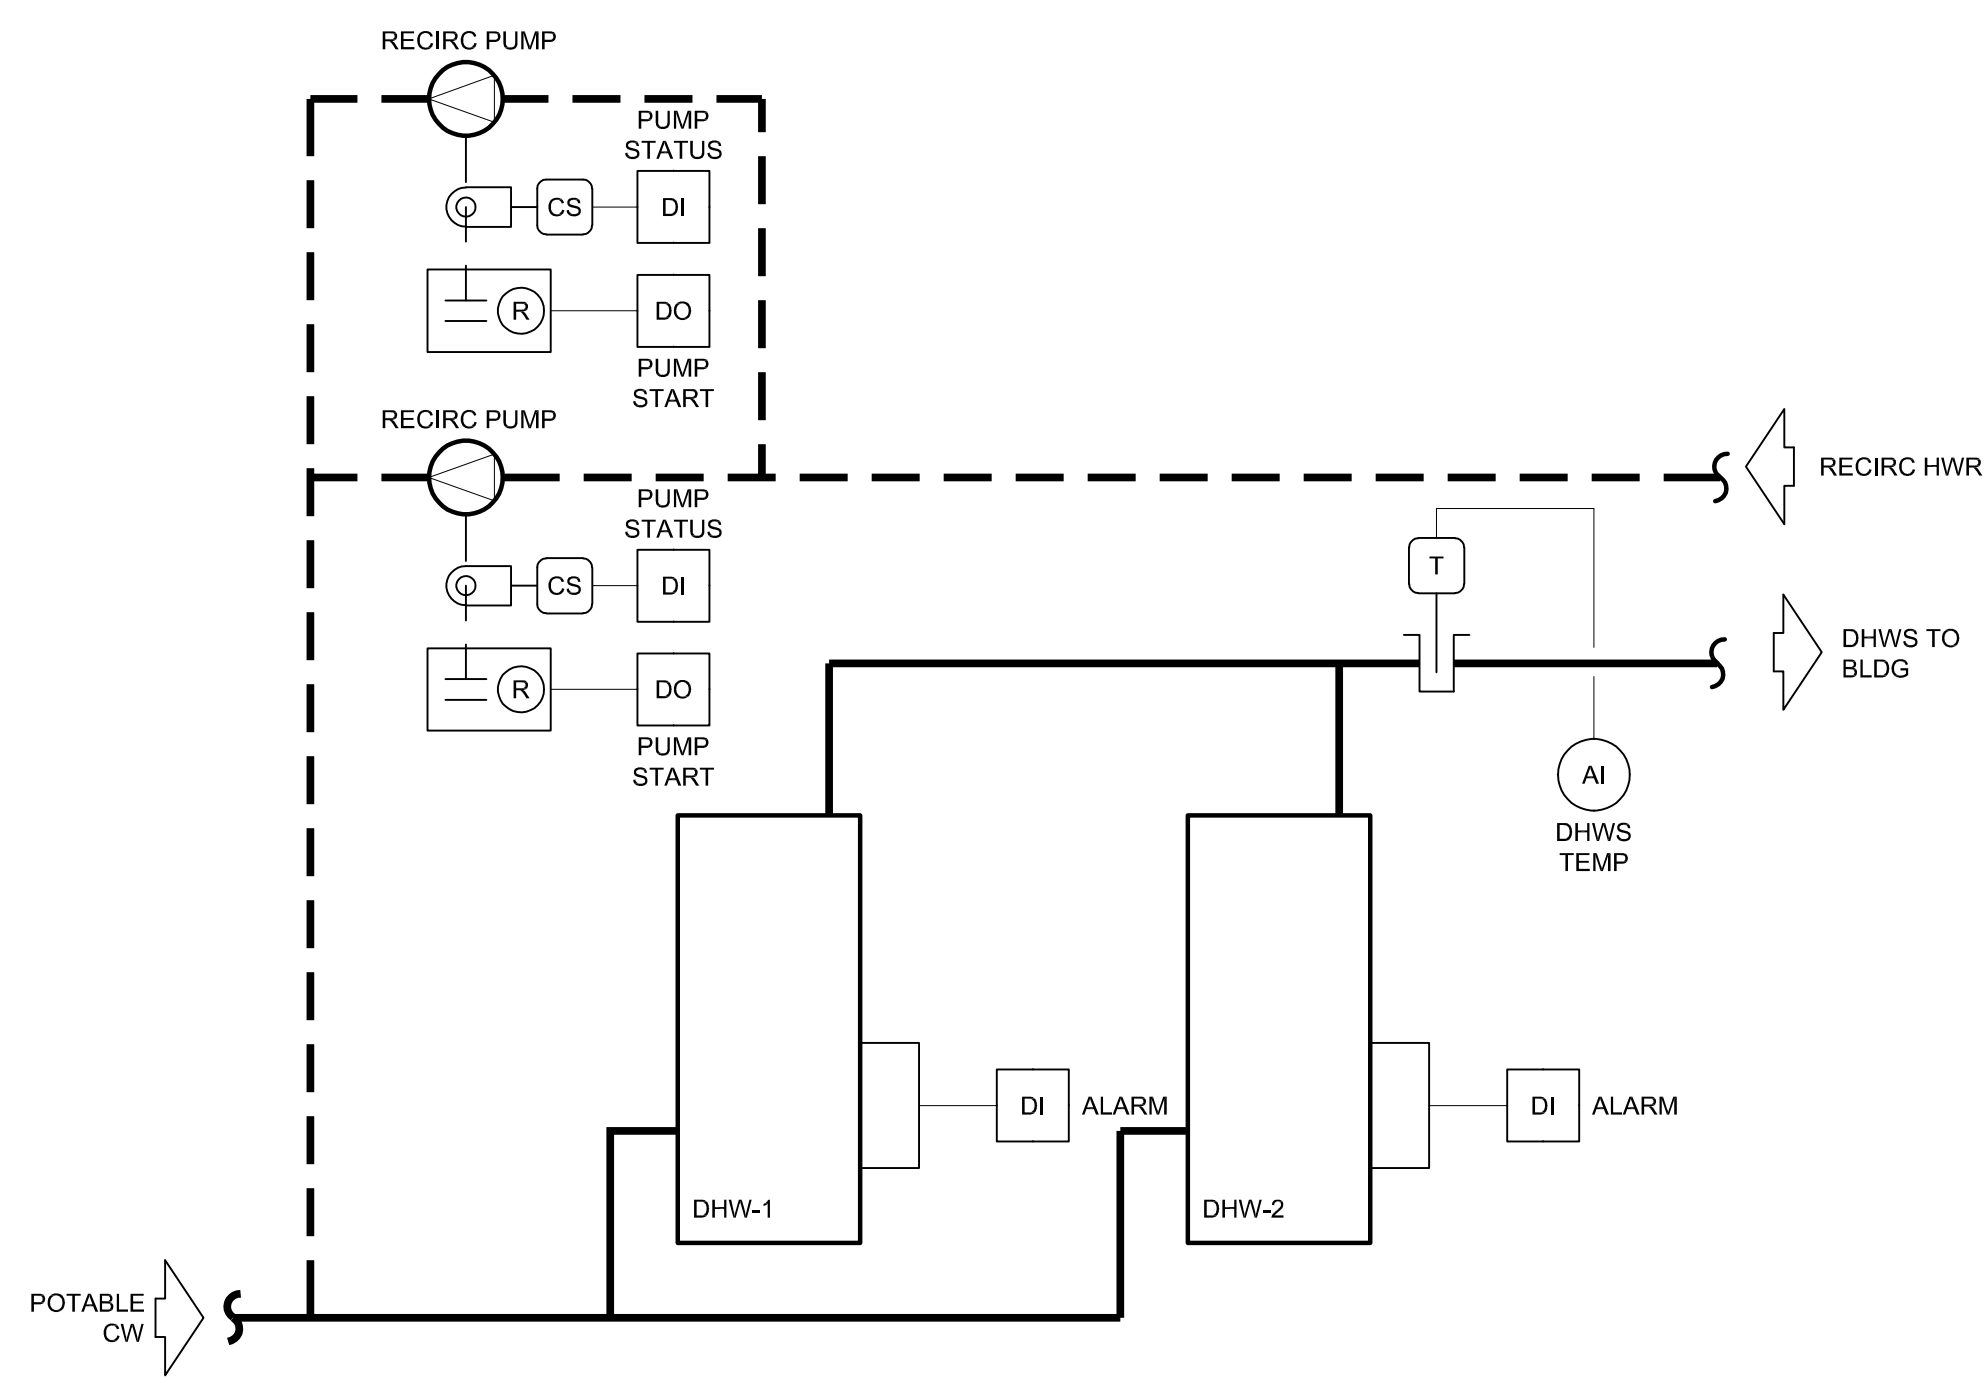 RECIRC PUMP
PUMP
STATUS
CS
DI
R
DO
PUMP
START
RECIRC PUMP
RECIRC HWR
PUMP
STATUS
T
CS
DI
DHWS TO
BLDG
R
DO
PUMP
START
AI
DHWS
TEMP
DI
ALARM
DI
ALARM
DHW-1
DHW-2
POTABLE
CW